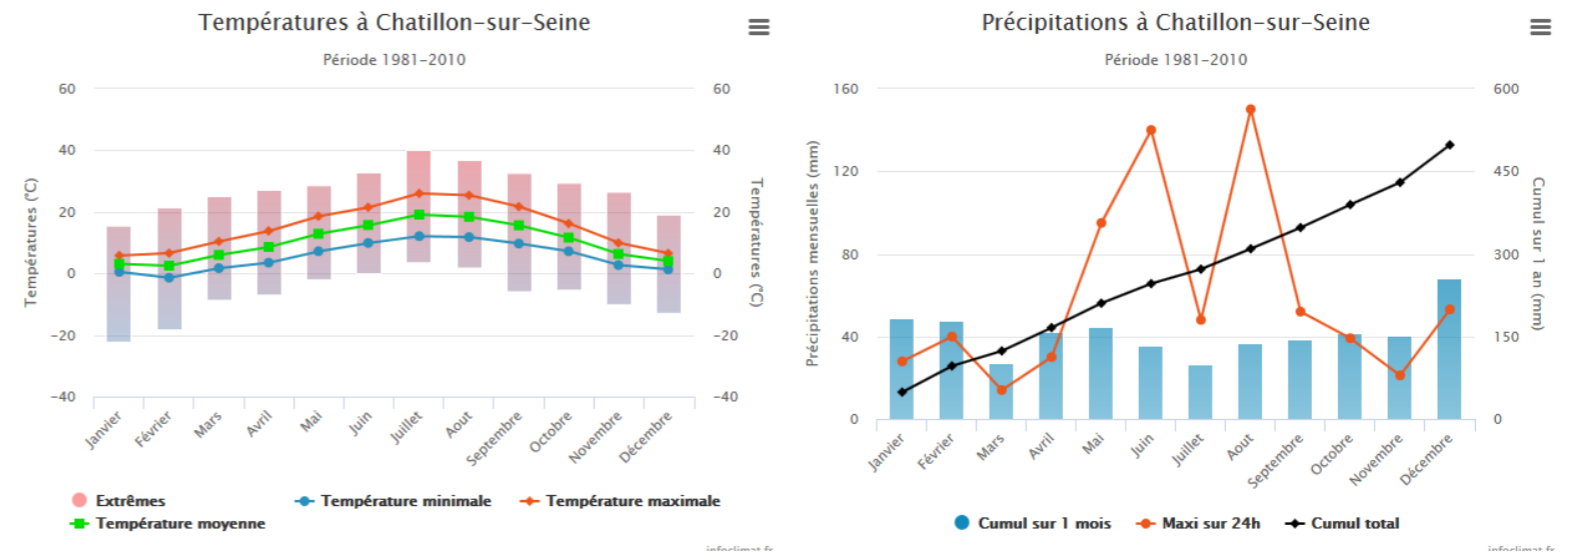 Températures à Chatillon-sur-Seine
Période 1981-2010
Températures (°C)
60
40
20
0
-20
-40
60
40
20
0
-20
-40
Températures (°C)
Janvier
Février
Mars
Avril
Mai
Juin
Juillet
Aout
Septembre
Octobre
Novembre
Décembre
Extrêmes
Température minimale
Température maximale
Température moyenne
infoclimat.fr
Précipitations à Chatillon-sur-Seine
Période 1981-2010
Précipitations mensuelles (mm)
160
120
80
40
0
600
450
300
150
0
Cumul sur 1 an (mm)
Janvier
Février
Mars
Avril
Mai
Juin
Juillet
Aout
Septembre
Octobre
Novembre
Décembre
Cumul sur 1 mois
Maxi sur 24h
Cumul total
infoclimat.fr